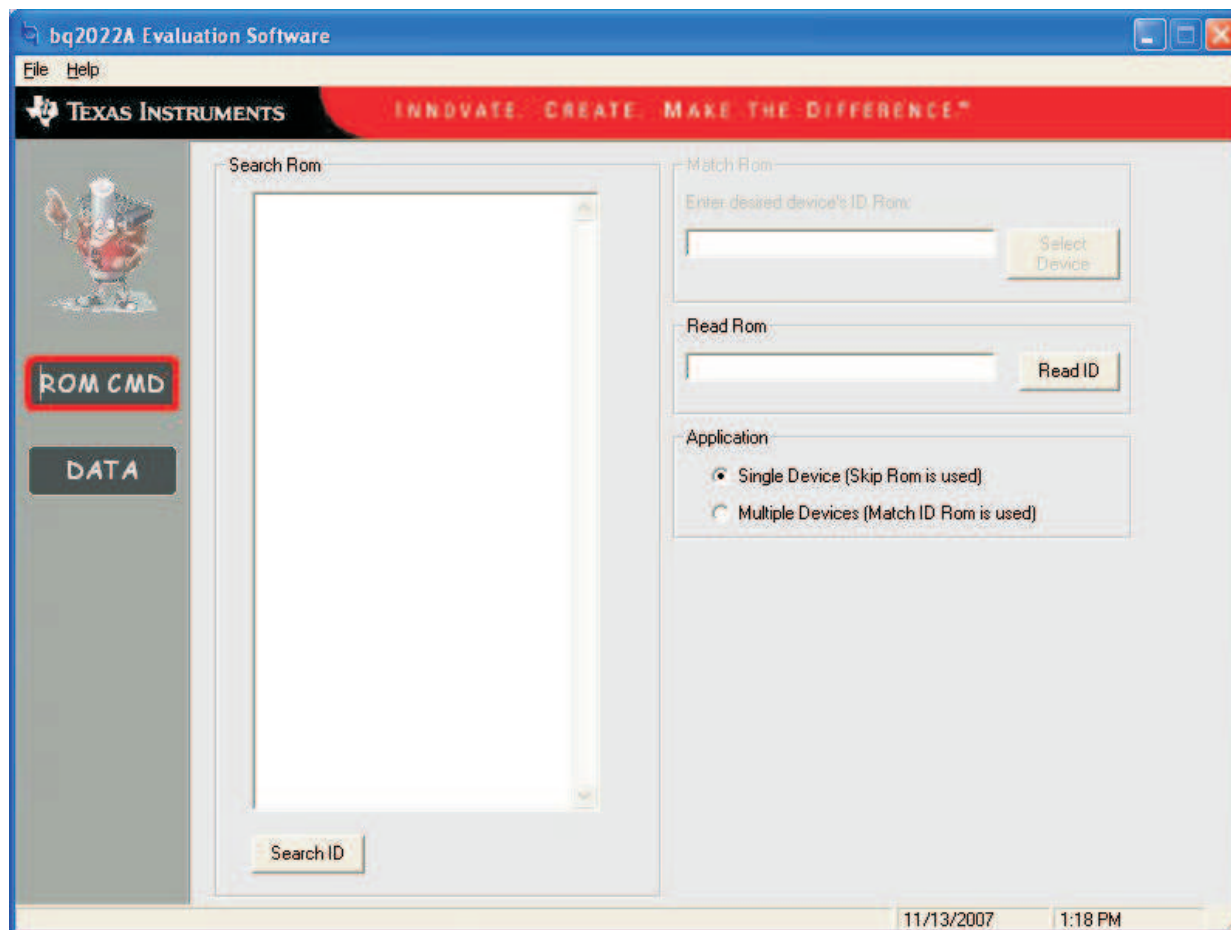 bq2022A Evaluation Software
File Help
TEXAS INSTRUMENTS
INNOVATE. CREATE. MAKE THE DIFFERENCE.™
ROM CMD
DATA
Search Rom
Search ID
Match Rom
Enter desired device's ID Rom:
Select
Device
Read Rom
Read ID
Application
Single Device (Skip Rom is used)
Multiple Devices (Match ID Rom is used)
11/13/2007 1:18 PM